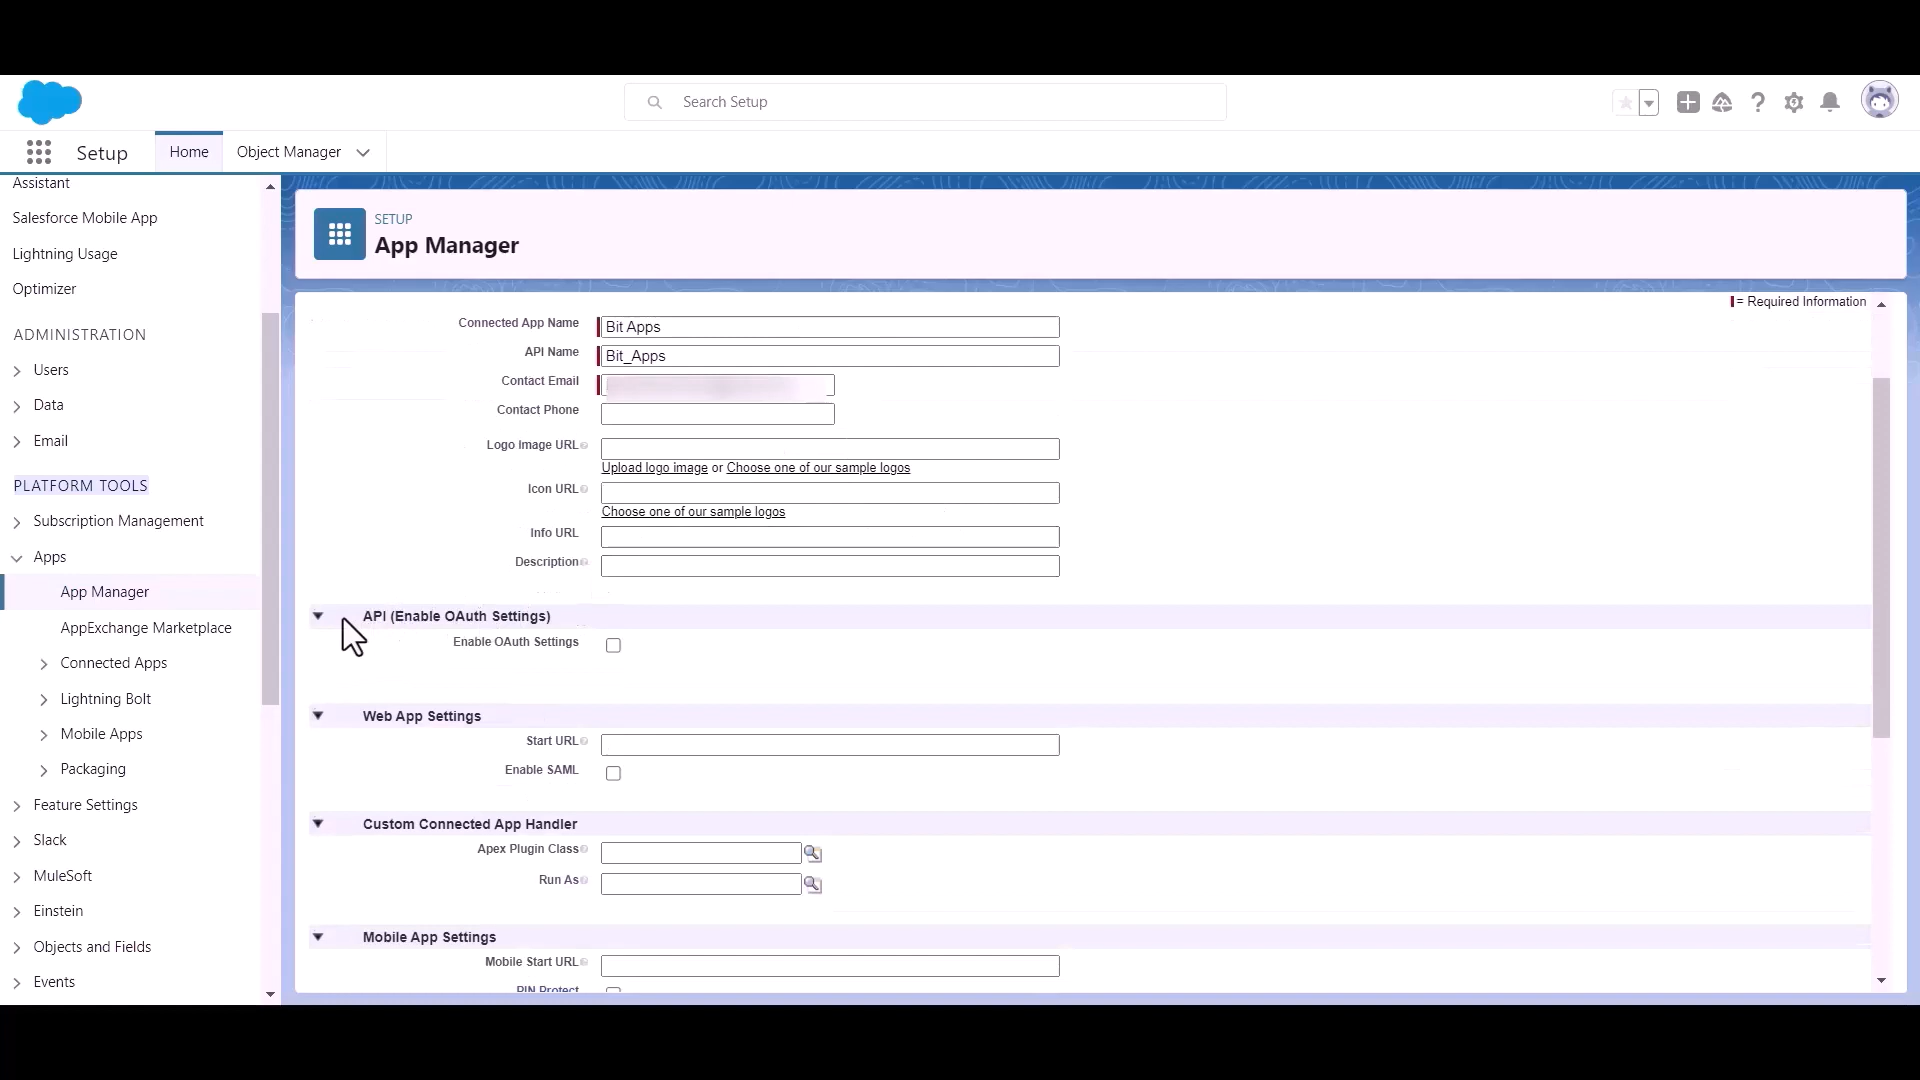 Search Setup
Setup
Home
Object Manager
Assistant
Salesforce Mobile App
Lightning Usage
Optimizer
ADMINISTRATION
Users
Data
Email
PLATFORM TOOLS
Subscription Management
Apps
App Manager
AppExchange Marketplace
Connected Apps
Lightning Bolt
Mobile Apps
Packaging
Feature Settings
Slack
MuleSoft
Einstein
Objects and Fields
Events
SETUP
App Manager
= Required Information
Connected App Name Bit Apps
API Name Bit_Apps
Contact Email
Contact Phone
Logo Image URL
Upload logo image or Choose one of our sample logos
Icon URL
Choose one of our sample logos
Info URL
Description
API (Enable OAuth Settings)
Enable OAuth Settings
Web App Settings
Start URL
Enable SAML
Custom Connected App Handler
Apex Plugin Class
Run As
Mobile App Settings
Mobile Start URL
PIN Protect